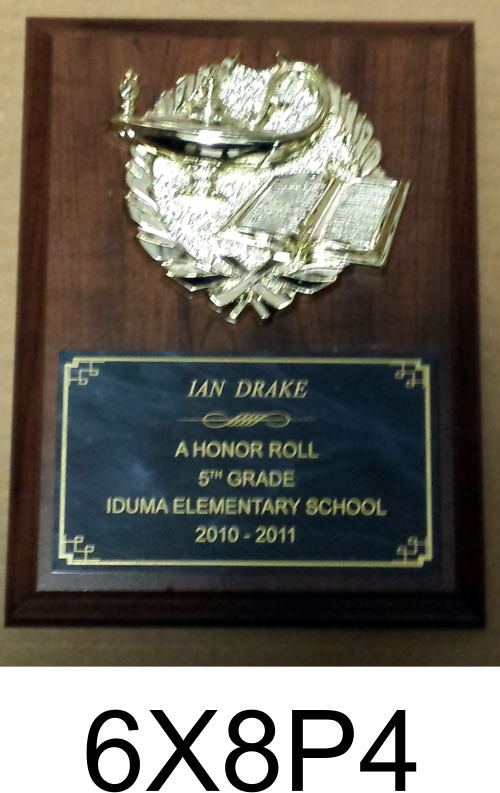 IAN DRAKE
A HONOR ROLL
5TH GRADE
IDUMA ELEMENTARY SCHOOL
2010 - 2011
6X8P4